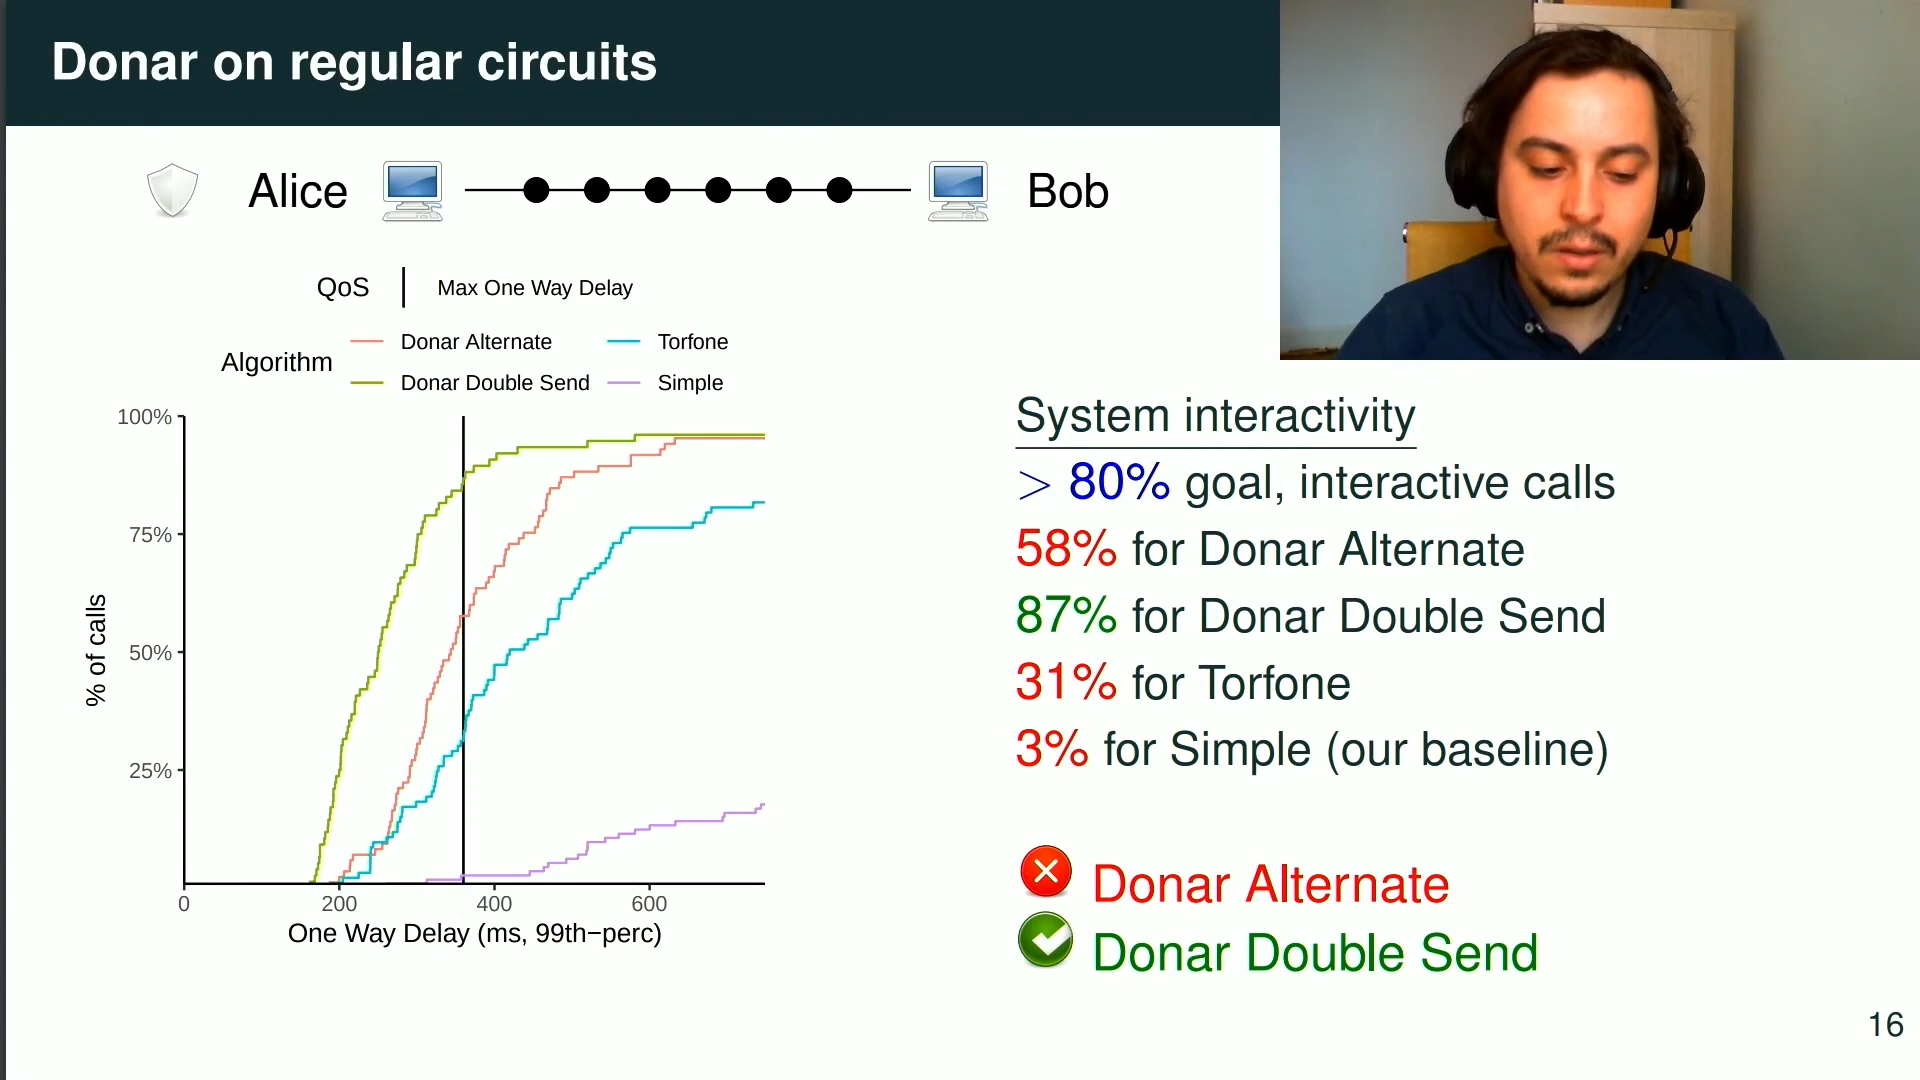 Donar on regular circuits
Alice
Bob
QoS
Max One Way Delay
Algorithm
Donar Alternate
Torfone
Donar Double Send
Simple
100%
75%
50%
25%
% of calls
0
200
400
600
One Way Delay (ms, 99th−perc)
System interactivity
> 80% goal, interactive calls
58% for Donar Alternate
87% for Donar Double Send
31% for Torfone
3% for Simple (our baseline)
Donar Alternate
Donar Double Send
16